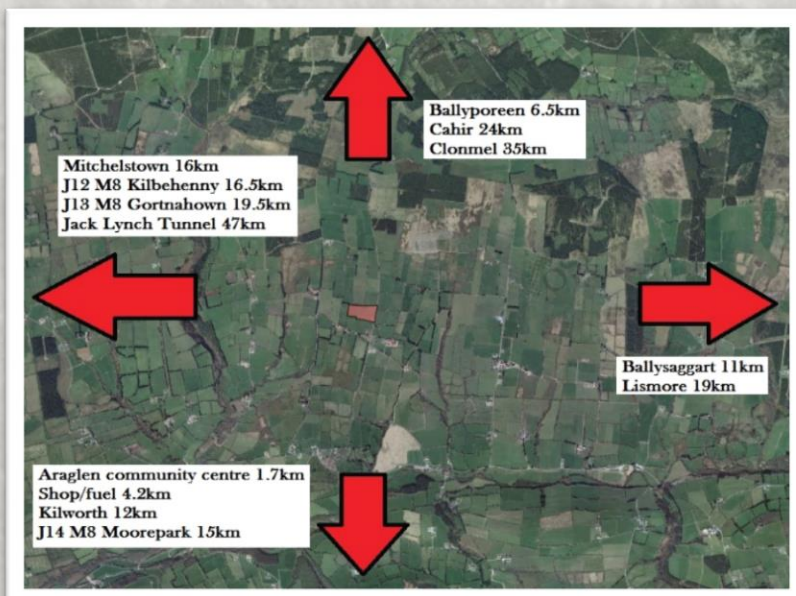 Ballyporeen 6.5km
Cahir 24km
Clonmel 35km
Mitchelstown 16km
J12 M8 Kilbehenny 16.5km
J13 M8 Gortnahown 19.5km
Jack Lynch Tunnel 47km
Ballysaggart 11km
Lismore 19km
Araglen community centre 1.7km
Shop/fuel 4.2km
Kilworth 12km
J14 M8 Moorepark 15km